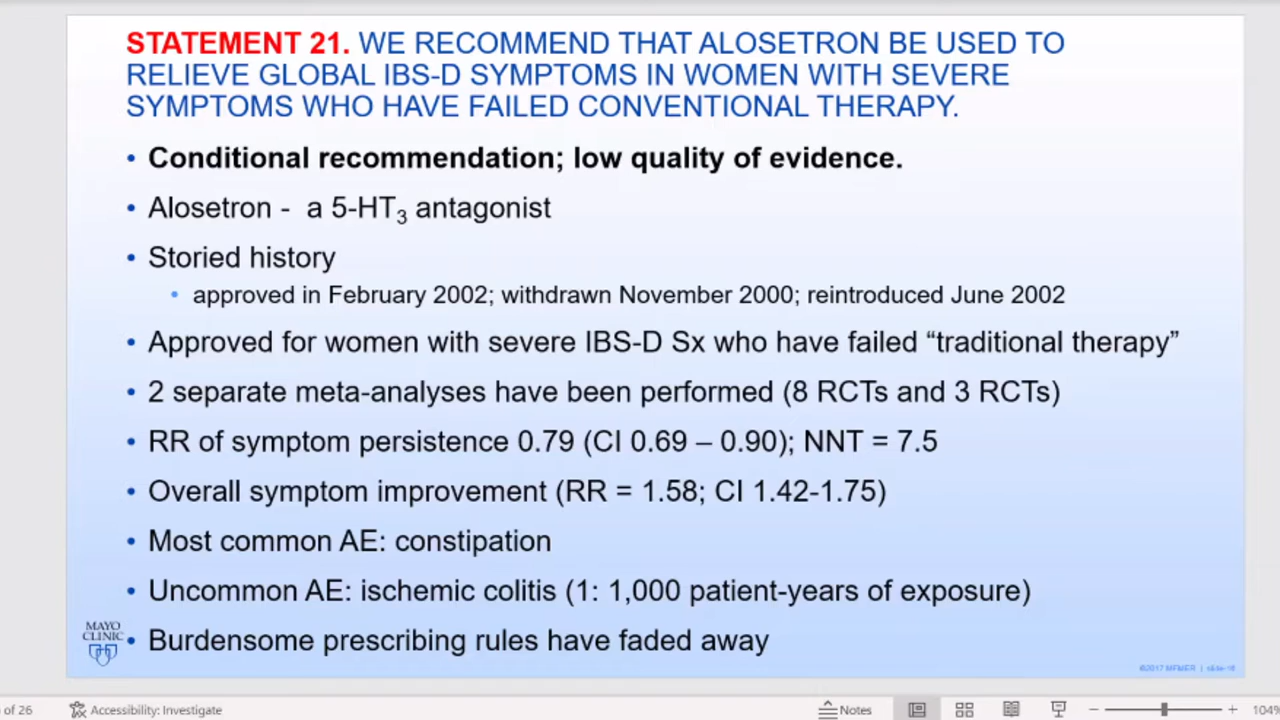 STATEMENT 21. WE RECOMMEND THAT ALOSETRON BE USED TO
RELIEVE GLOBAL IBS-D SYMPTOMS IN WOMEN WITH SEVERE
SYMPTOMS WHO HAVE FAILED CONVENTIONAL THERAPY.
• Conditional recommendation; low quality of evidence.
• Alosetron - a 5-HT₃ antagonist
• Storied history
• approved in February 2002; withdrawn November 2000; reintroduced June 2002
• Approved for women with severe IBS-D Sx who have failed “traditional therapy”
• 2 separate meta-analyses have been performed (8 RCTs and 3 RCTs)
• RR of symptom persistence 0.79 (CI 0.69 – 0.90); NNT = 7.5
• Overall symptom improvement (RR = 1.58; CI 1.42-1.75)
• Most common AE: constipation
• Uncommon AE: ischemic colitis (1: 1,000 patient-years of exposure)
• Burdensome prescribing rules have faded away
MAYO
CLINIC
©2017 MFMER | slide-16
of 26
Accessibility: Investigate
Notes
104%